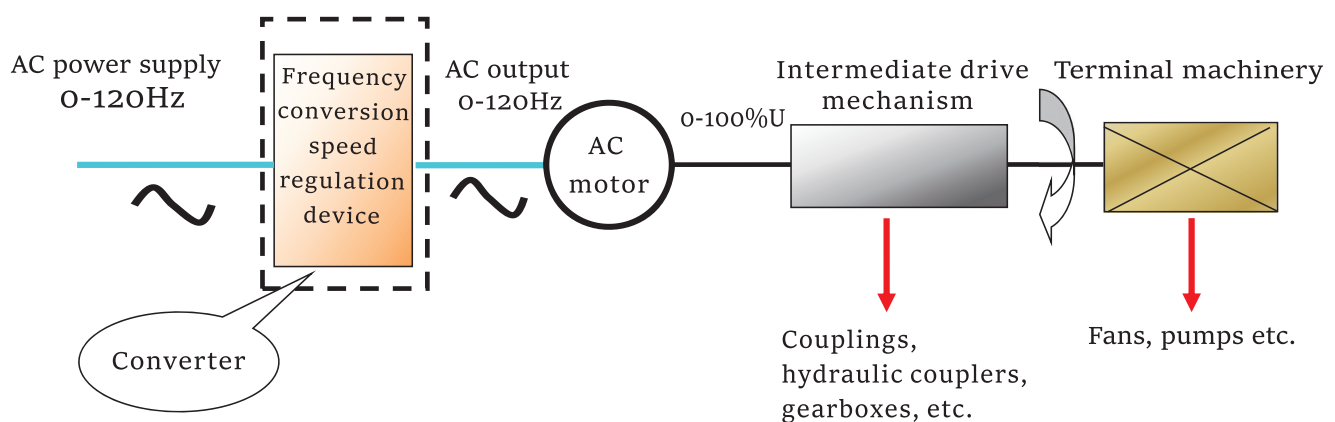 AC power supply
0-120Hz
Frequency
conversion
speed
regulation
device
Converter
AC output
0-120Hz
AC
motor
0-100%U
Intermediate drive
mechanism
Couplings,
hydraulic couplers,
gearboxes, etc.
Terminal machinery
Fans, pumps etc.